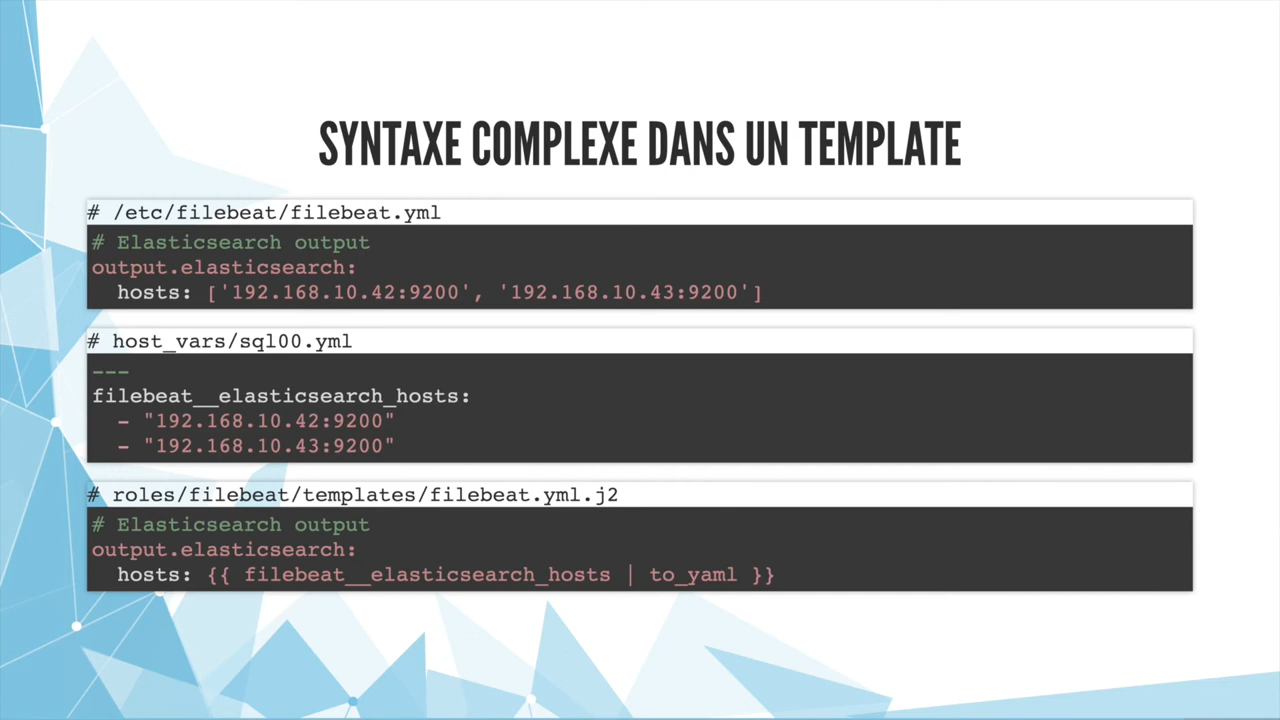 SYNTAXE COMPLEXE DANS UN TEMPLATE
# /etc/filebeat/filebeat.yml
# Elasticsearch output
output.elasticsearch:
  hosts: ['192.168.10.42:9200', '192.168.10.43:9200']
# host_vars/sql00.yml
---
filebeat__elasticsearch_hosts:
  - "192.168.10.42:9200"
  - "192.168.10.43:9200"
# roles/filebeat/templates/filebeat.yml.j2
# Elasticsearch output
output.elasticsearch:
  hosts: {{ filebeat__elasticsearch_hosts | to_yaml }}